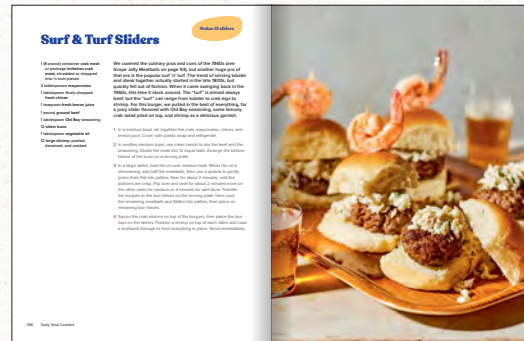 Makes 12 sliders
Surf & Turf Sliders
1 (8-ounce) container crab meat
or package imitation crab
meat, shredded or chopped
into ½-inch pieces
2 tablespoons mayonnaise
1 tablespoon finely chopped
fresh chives
1 teaspoon fresh lemon juice
1 pound ground beef
1 tablespoon Old Bay seasoning
12 slider buns
1 tablespoon vegetable oil
12 large shrimp, peeled,
deveined, and cooked
We covered the culinary pros and cons of the 1960s (see
Grape Jelly Meatballs on page 93), but another huge pro of
that era is the popular surf 'n' turf. The trend of serving lobster
and steak together actually started in the late 1800s, but
quickly fell out of fashion. When it came swinging back in the
1960s, this time it stuck around. The "turf" is almost always
beef, but the "surf" can range from lobster to crab legs to
shrimp. For this burger, we pulled in the best of everything, for
a juicy slider flavored with Old Bay seasoning, some lemony
crab salad piled on top, and shrimp as a delicious garnish.
1 In a medium bowl, stir together the crab, mayonnaise, chives, and
lemon juice. Cover with plastic wrap and refrigerate.
2 In another medium bowl, use clean hands to mix the beef and the
seasoning. Divide the meat into 12 equal balls. Arrange the bottom
halves of the buns on a serving plate.
3 In a large skillet, heat the oil over medium heat. When the oil is
shimmering, add half the meatballs, then use a spatula to gently
press them flat into patties. Sear for about 2 minutes, until the
bottoms are crisp. Flip over and sear for about 2 minutes more on
the other sides for medium or 4 minutes for well done. Transfer
the burgers to the bun halves on the serving plate, then cook
the remaining meatballs and flatten into patties, then place on
remaining bun halves.
4 Spoon the crab mixture on top of the burgers, then place the bun
tops on the sliders. Position a shrimp on top of each slider and stick
a toothpick through to hold everything in place. Serve immediately.
Tasty Total Comfort